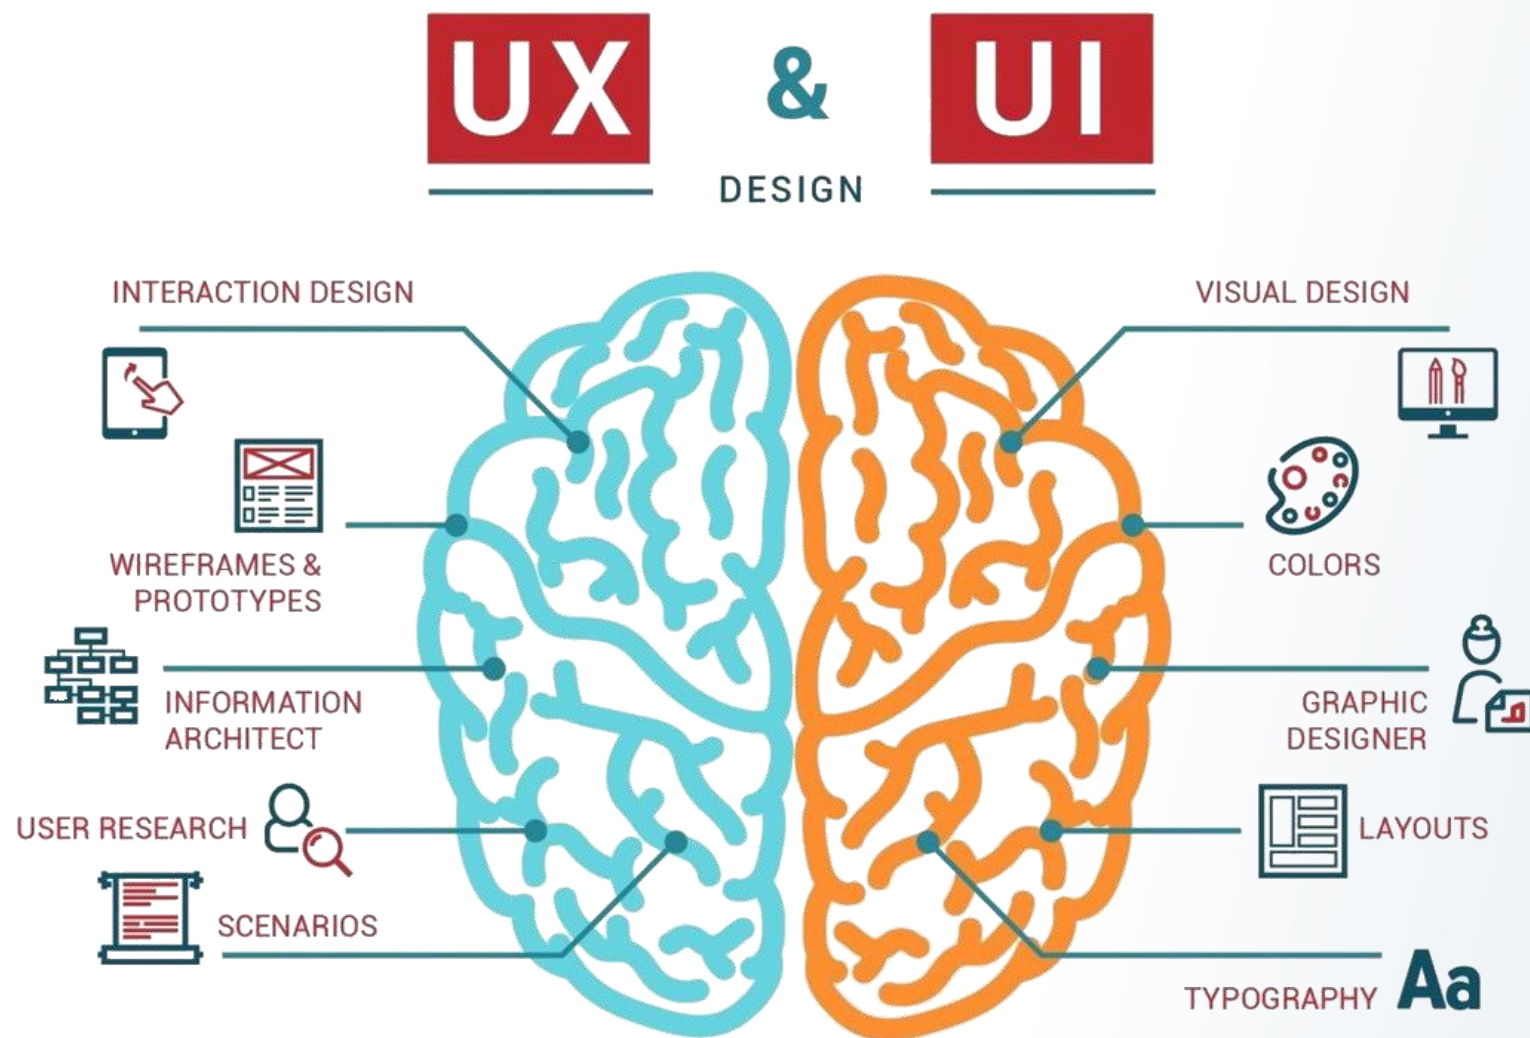 UX & UI
DESIGN
INTERACTION DESIGN
WIREFRAMES &
PROTOTYPES
INFORMATION
ARCHITECT
USER RESEARCH
SCENARIOS
VISUAL DESIGN
COLORS
GRAPHIC
DESIGNER
LAYOUTS
TYPOGRAPHY
Aa